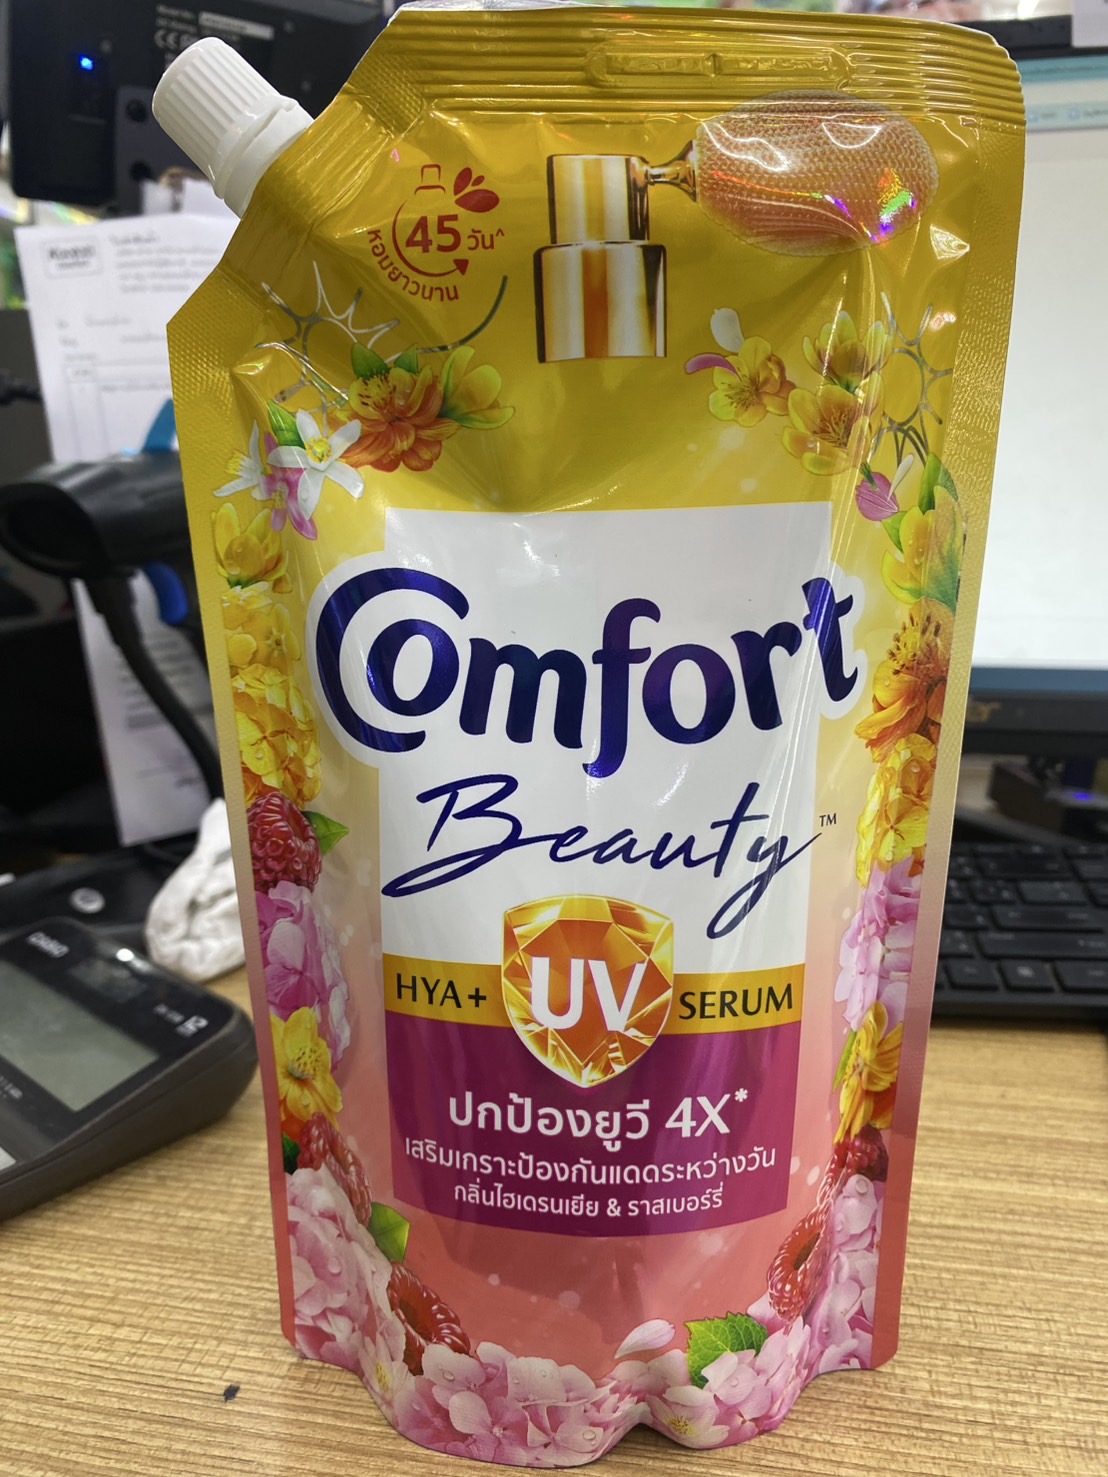 45 วัน^
หอมยาวนาน
Comfort
Beauty™
HYA+ UV SERUM
ปกป้องยูวี 4X*
เสริมเกราะป้องกันแดดระหว่างวัน
กลิ่นไฮเดรนเยีย & ราสเบอร์รี่
CASIO
acer